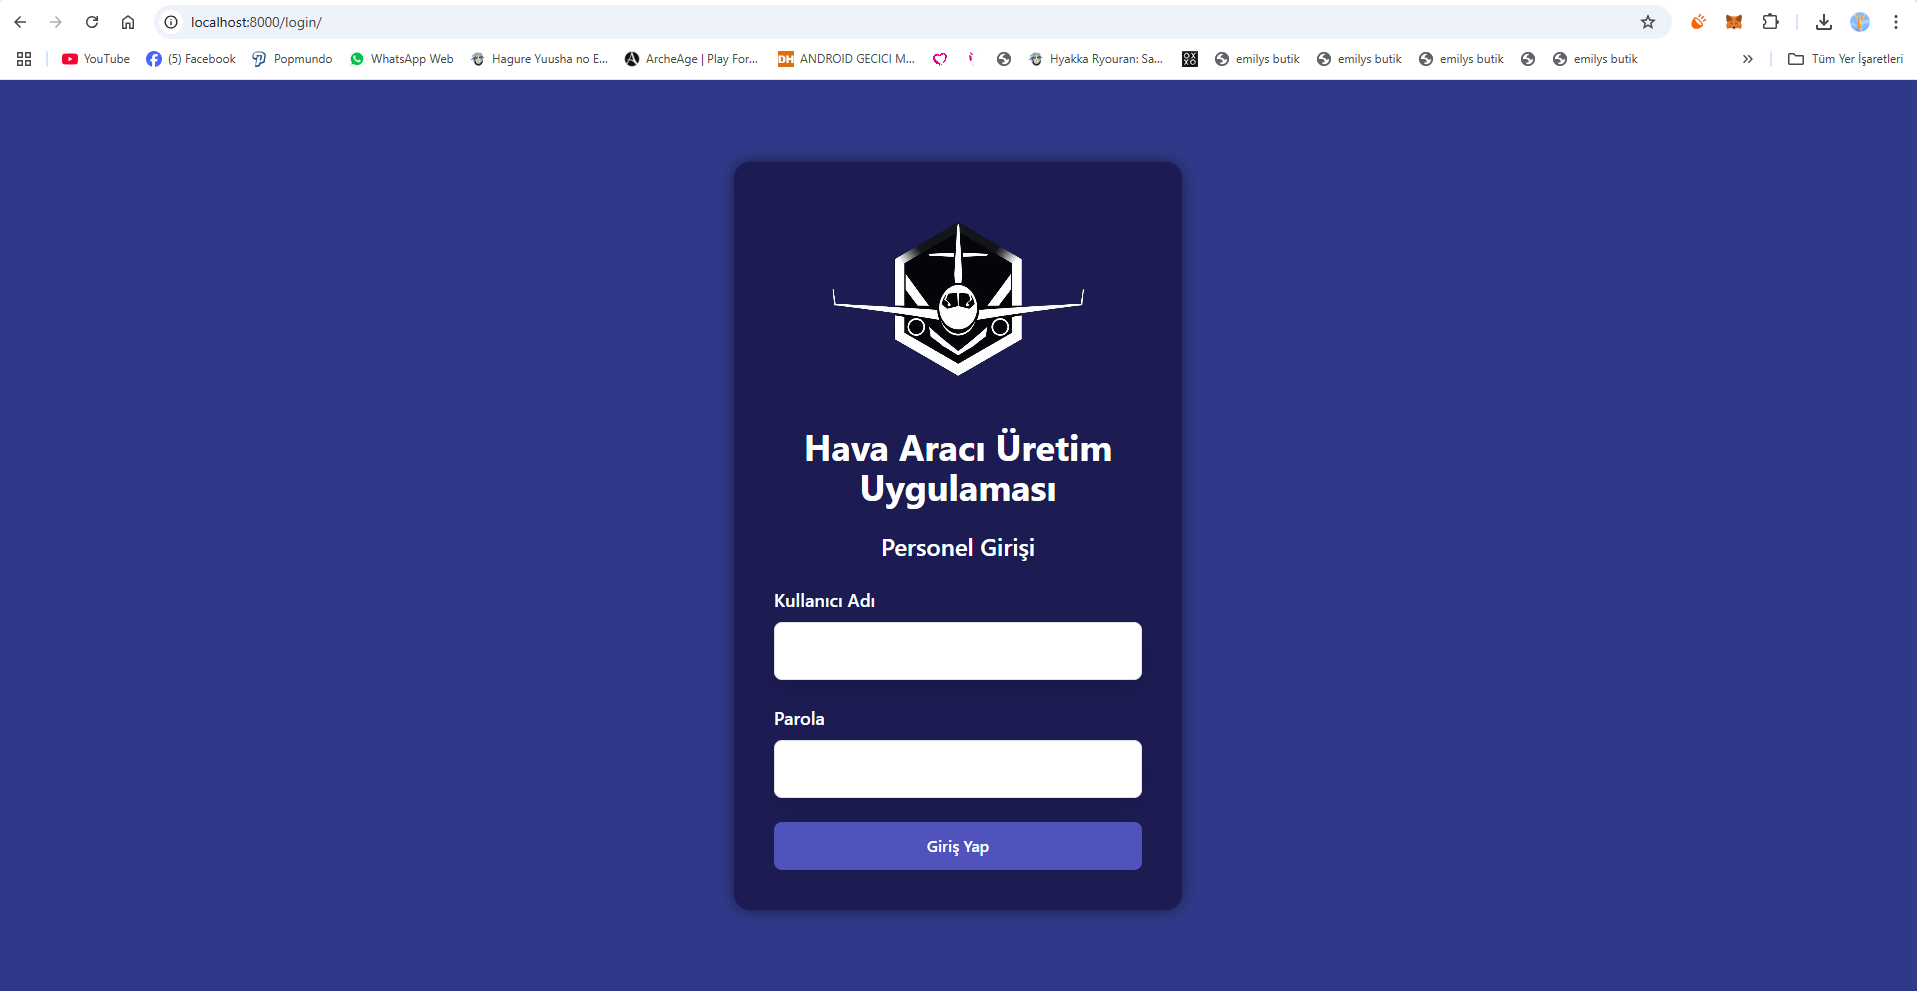 localhost:8000/login/
YouTube
(5) Facebook
Popmundo
WhatsApp Web
Hagure Yuusha no E...
ArcheAge | Play For...
DH ANDROID GECICI M...
Hyakka Ryouran: Sa...
OXXO
emilys butik
emilys butik
emilys butik
emilys butik
Tüm Yer İşaretleri
Hava Aracı Üretim
Uygulaması
Personel Girişi
Kullanıcı Adı
Parola
Giriş Yap